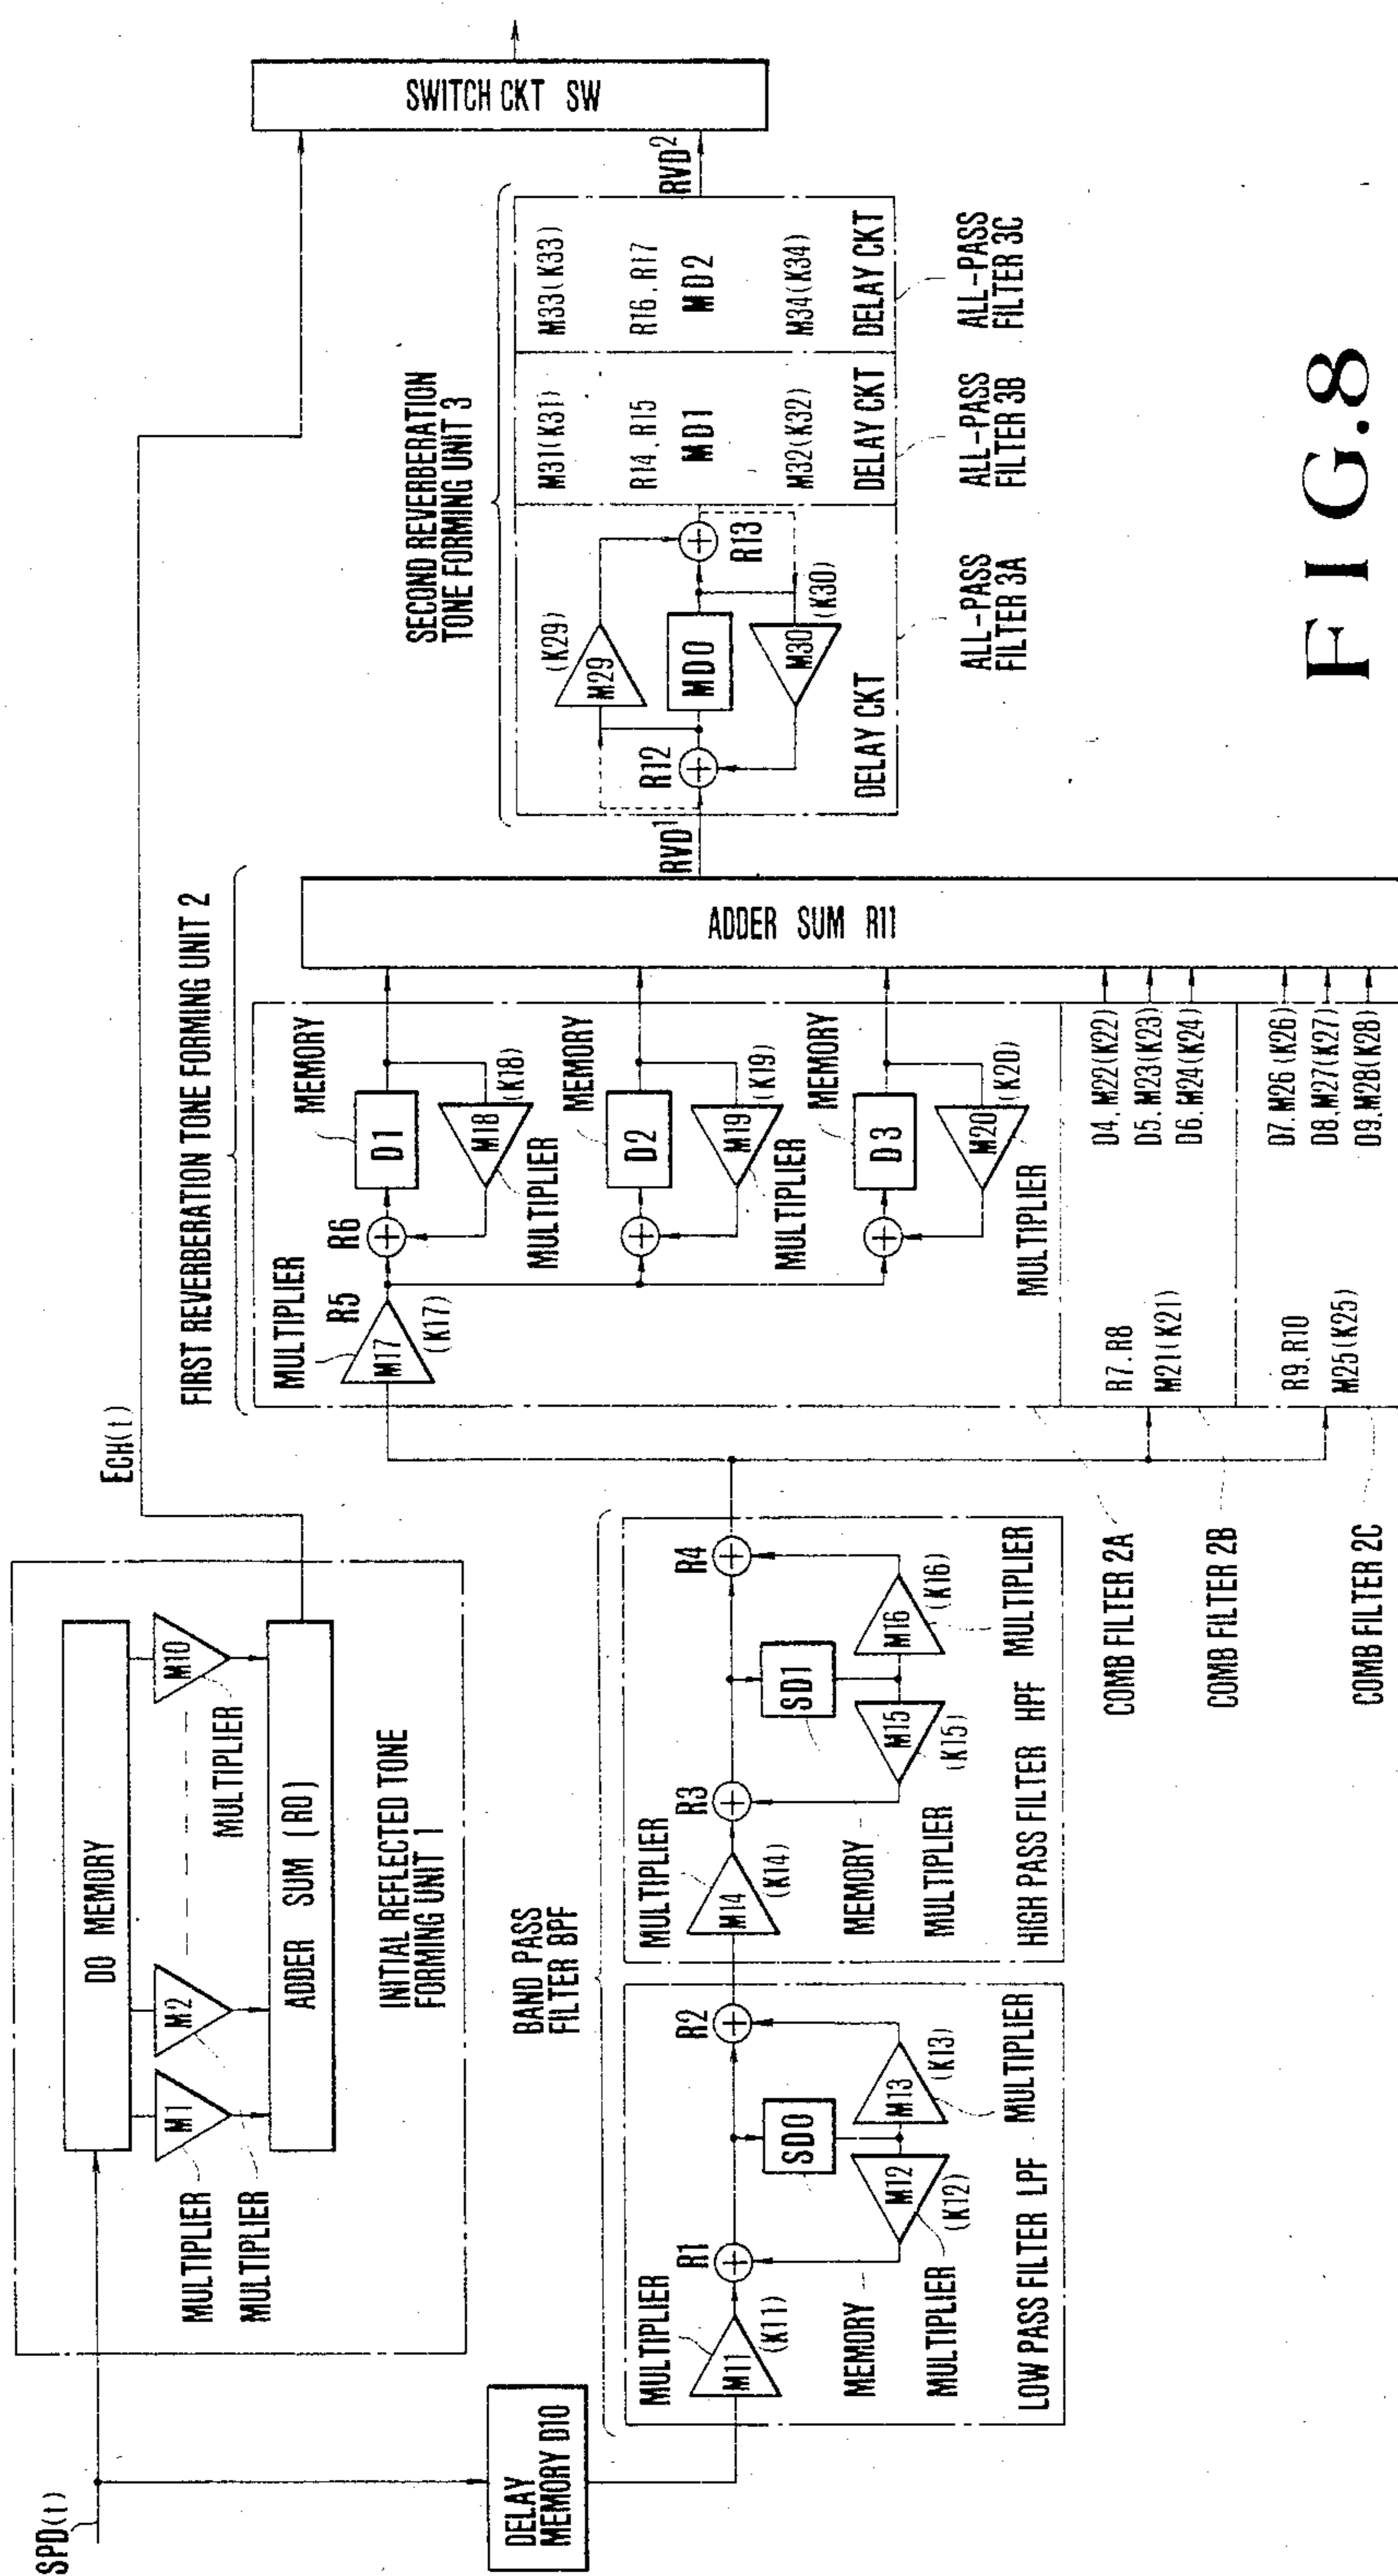 SPD(t)
DO MEMORY
M1
M2
M10
MULTIPLIER
MULTIPLIER
MULTIPLIER
ADDER SUM (R0)
INITIAL REFLECTED TONE
FORMING UNIT 1
ECH(t)
SWITCH CKT SW
DELAY
MEMORY D10
BAND PASS
FILTER BPF
MULTIPLIER
M11
(K11)
R1
R2
SD0
M12
(K12)
M13
(K13)
MEMORY
MULTIPLIER
MULTIPLIER
LOW PASS FILTER LPF
MULTIPLIER
M14
(K14)
R3
R4
SD1
M15
(K15)
M16
(K16)
MEMORY
MULTIPLIER
MULTIPLIER
HIGH PASS FILTER HPF
FIRST REVERBERATION TONE FORMING UNIT 2
MULTIPLIER
M17
(K17)
R5
R6
MEMORY
D1
M18
(K18)
MULTIPLIER
MEMORY
D2
M19
(K19)
MULTIPLIER
MEMORY
D3
M20
(K20)
MULTIPLIER
R7. R8
M21(K21)
D4. M22(K22)
D5. M23(K23)
D6. M24(K24)
R9. R10
M25(K25)
D7. M26(K26)
D8. M27(K27)
D9. M28(K28)
COMB FILTER 2A
COMB FILTER 2B
COMB FILTER 2C
ADDER SUM R11
RVD1
SECOND REVERBERATION
TONE FORMING UNIT 3
R12
M29
(K29)
MD0
M30
(K30)
R13
DELAY CKT
M31(K31)
R14. R15
MD1
M32(K32)
DELAY CKT
M33(K33)
R16. R17
MD2
M34(K34)
DELAY CKT
RVD2
ALL-PASS
FILTER 3A
ALL-PASS
FILTER 3B
ALL-PASS
FILTER 3C
FIG.8